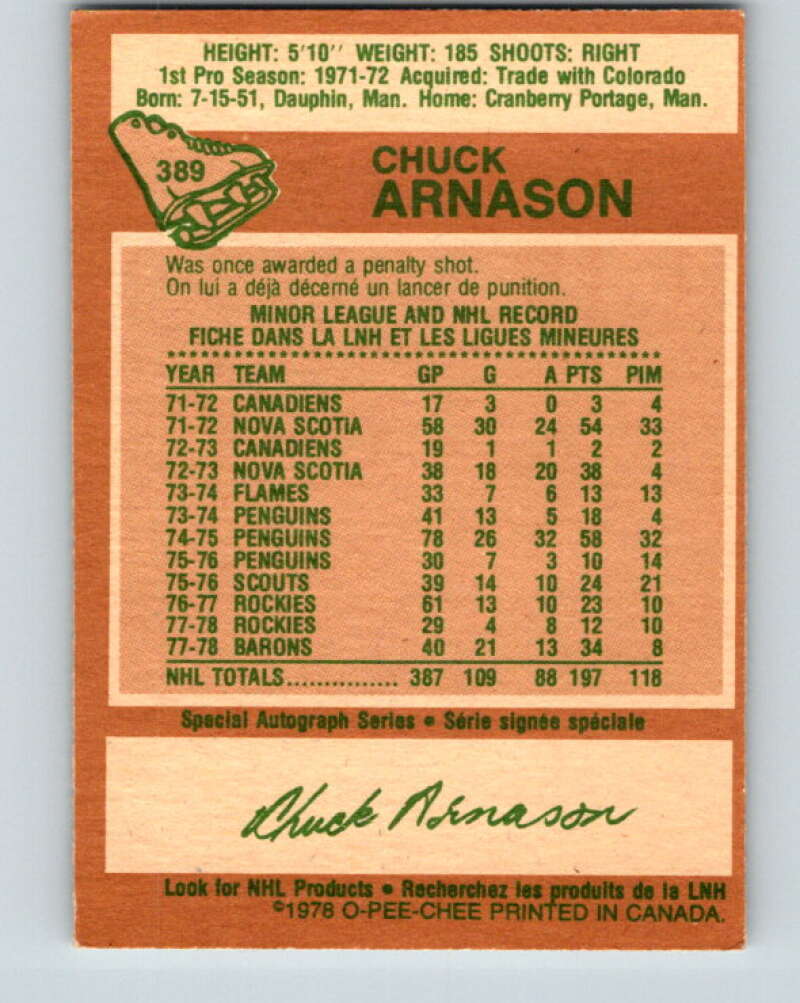 HEIGHT: 5'10'' WEIGHT: 185 SHOOTS: RIGHT
1st Pro Season: 1971-72 Acquired: Trade with Colorado
Born: 7-15-51, Dauphin, Man. Home: Cranberry Portage, Man.
389
CHUCK
ARNASON
Was once awarded a penalty shot.
On lui a déjà décerné un lancer de punition.
MINOR LEAGUE AND NHL RECORD
FICHE DANS LA LNH ET LES LIGUES MINEURES
YEAR TEAM GP G A PTS PIM
71-72 CANADIENS 17 3 0 3 4
71-72 NOVA SCOTIA 58 30 24 54 33
72-73 CANADIENS 19 1 1 2 2
72-73 NOVA SCOTIA 38 18 20 38 4
73-74 FLAMES 33 7 6 13 13
73-74 PENGUINS 41 13 5 18 4
74-75 PENGUINS 78 26 32 58 32
75-76 PENGUINS 30 7 3 10 14
75-76 SCOUTS 39 14 10 24 21
76-77 ROCKIES 61 13 10 23 10
77-78 ROCKIES 29 4 8 12 10
77-78 BARONS 40 21 13 34 8
NHL TOTALS............... 387 109 88 197 118
Special Autograph Series • Série signée spéciale
Chuck Arnason
Look for NHL Products • Recherchez les produits de la LNH
©1978 O-PEE-CHEE PRINTED IN CANADA.